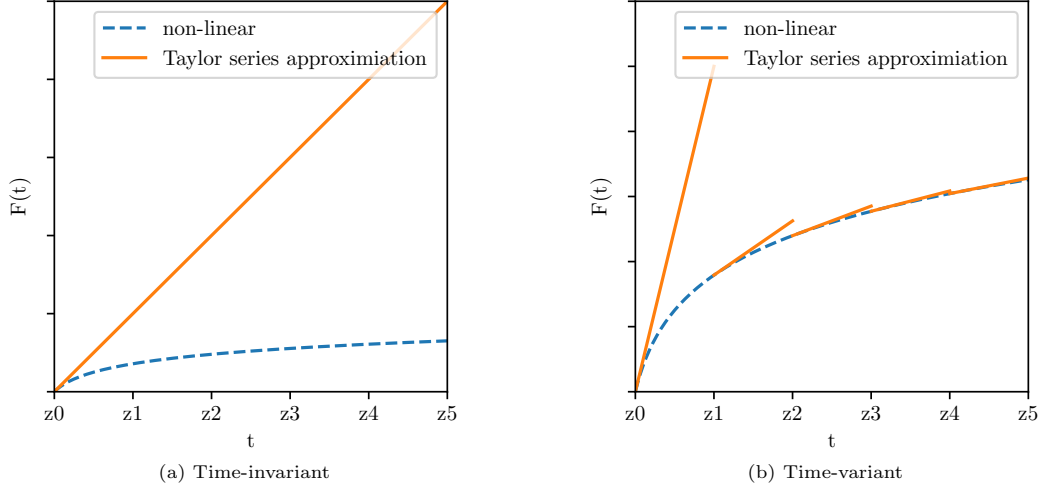 non-linear
Taylor series approximiation
F(t)
z0 z1 z2 z3 z4 z5
t
(a) Time-invariant
non-linear
Taylor series approximiation
F(t)
z0 z1 z2 z3 z4 z5
t
(b) Time-variant